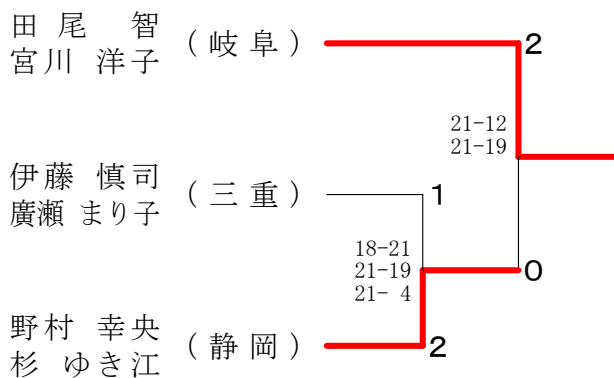 田尾 智
宮川 洋子
(岐阜)
2
21-12
21-19
伊藤 慎司
廣瀬 まり子
(三重)
1
18-21
21-19
21- 4
0
野村 幸央
杉 ゆき江
(静岡)
2